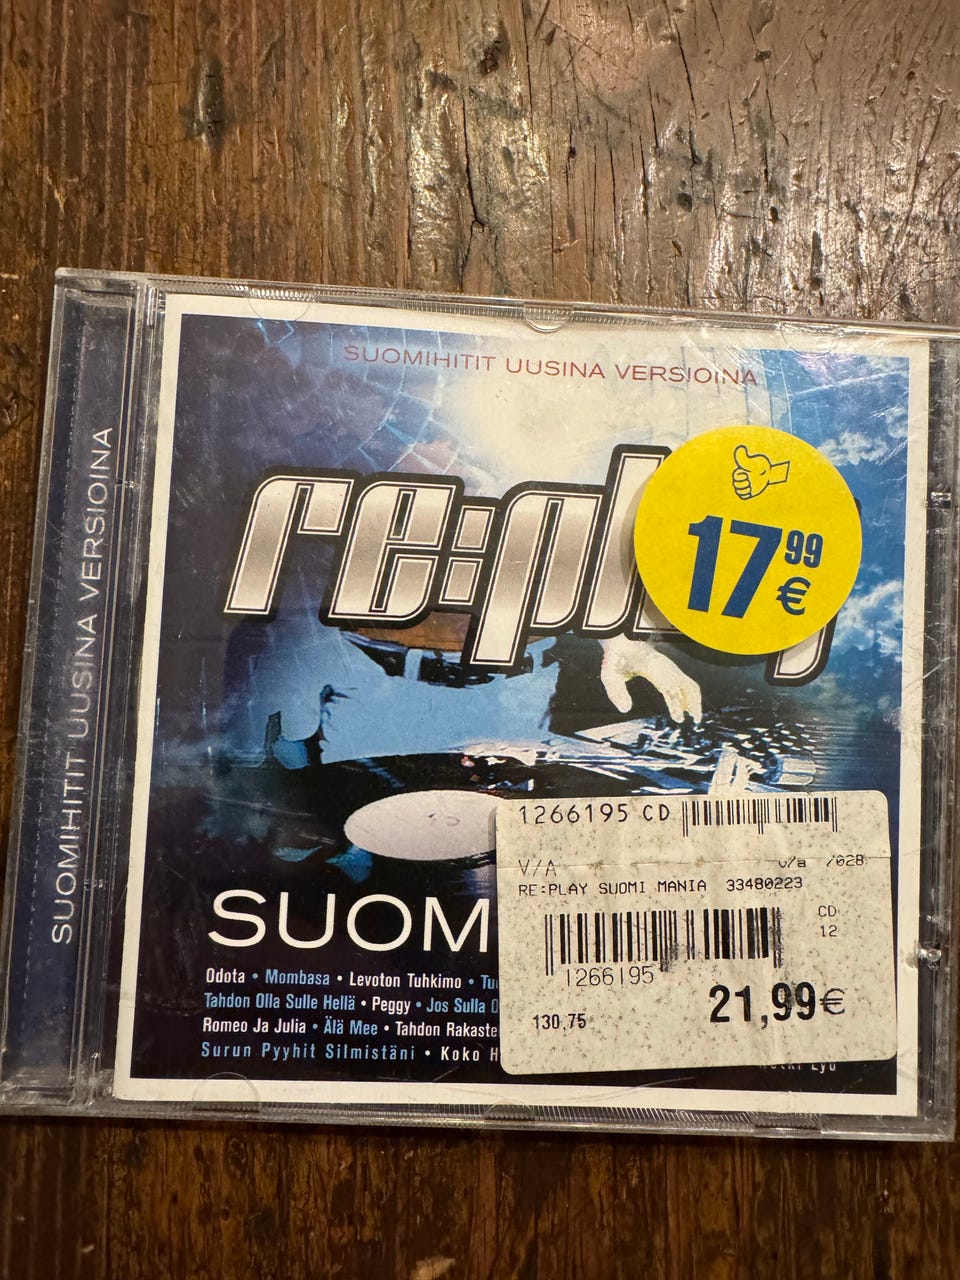 SUOMIHITIT UUSINA VERSIOINA
SUOMIHITIT UUSINA VERSIOINA
re:pl
17 99 €
1266195 CD
V/A v/a /028
RE:PLAY SUOMI MANIA 33480223
CD
12
1266195
130,75
21,99€
SUOM
Odota • Mombasa • Levoton Tuhkimo •
Tahdon Olla Sulle Hellä • Peggy • Jos Sulla
Romeo Ja Julia • Älä Mee • Tahdon
Surun Pyyhit Silmistäni • Koko